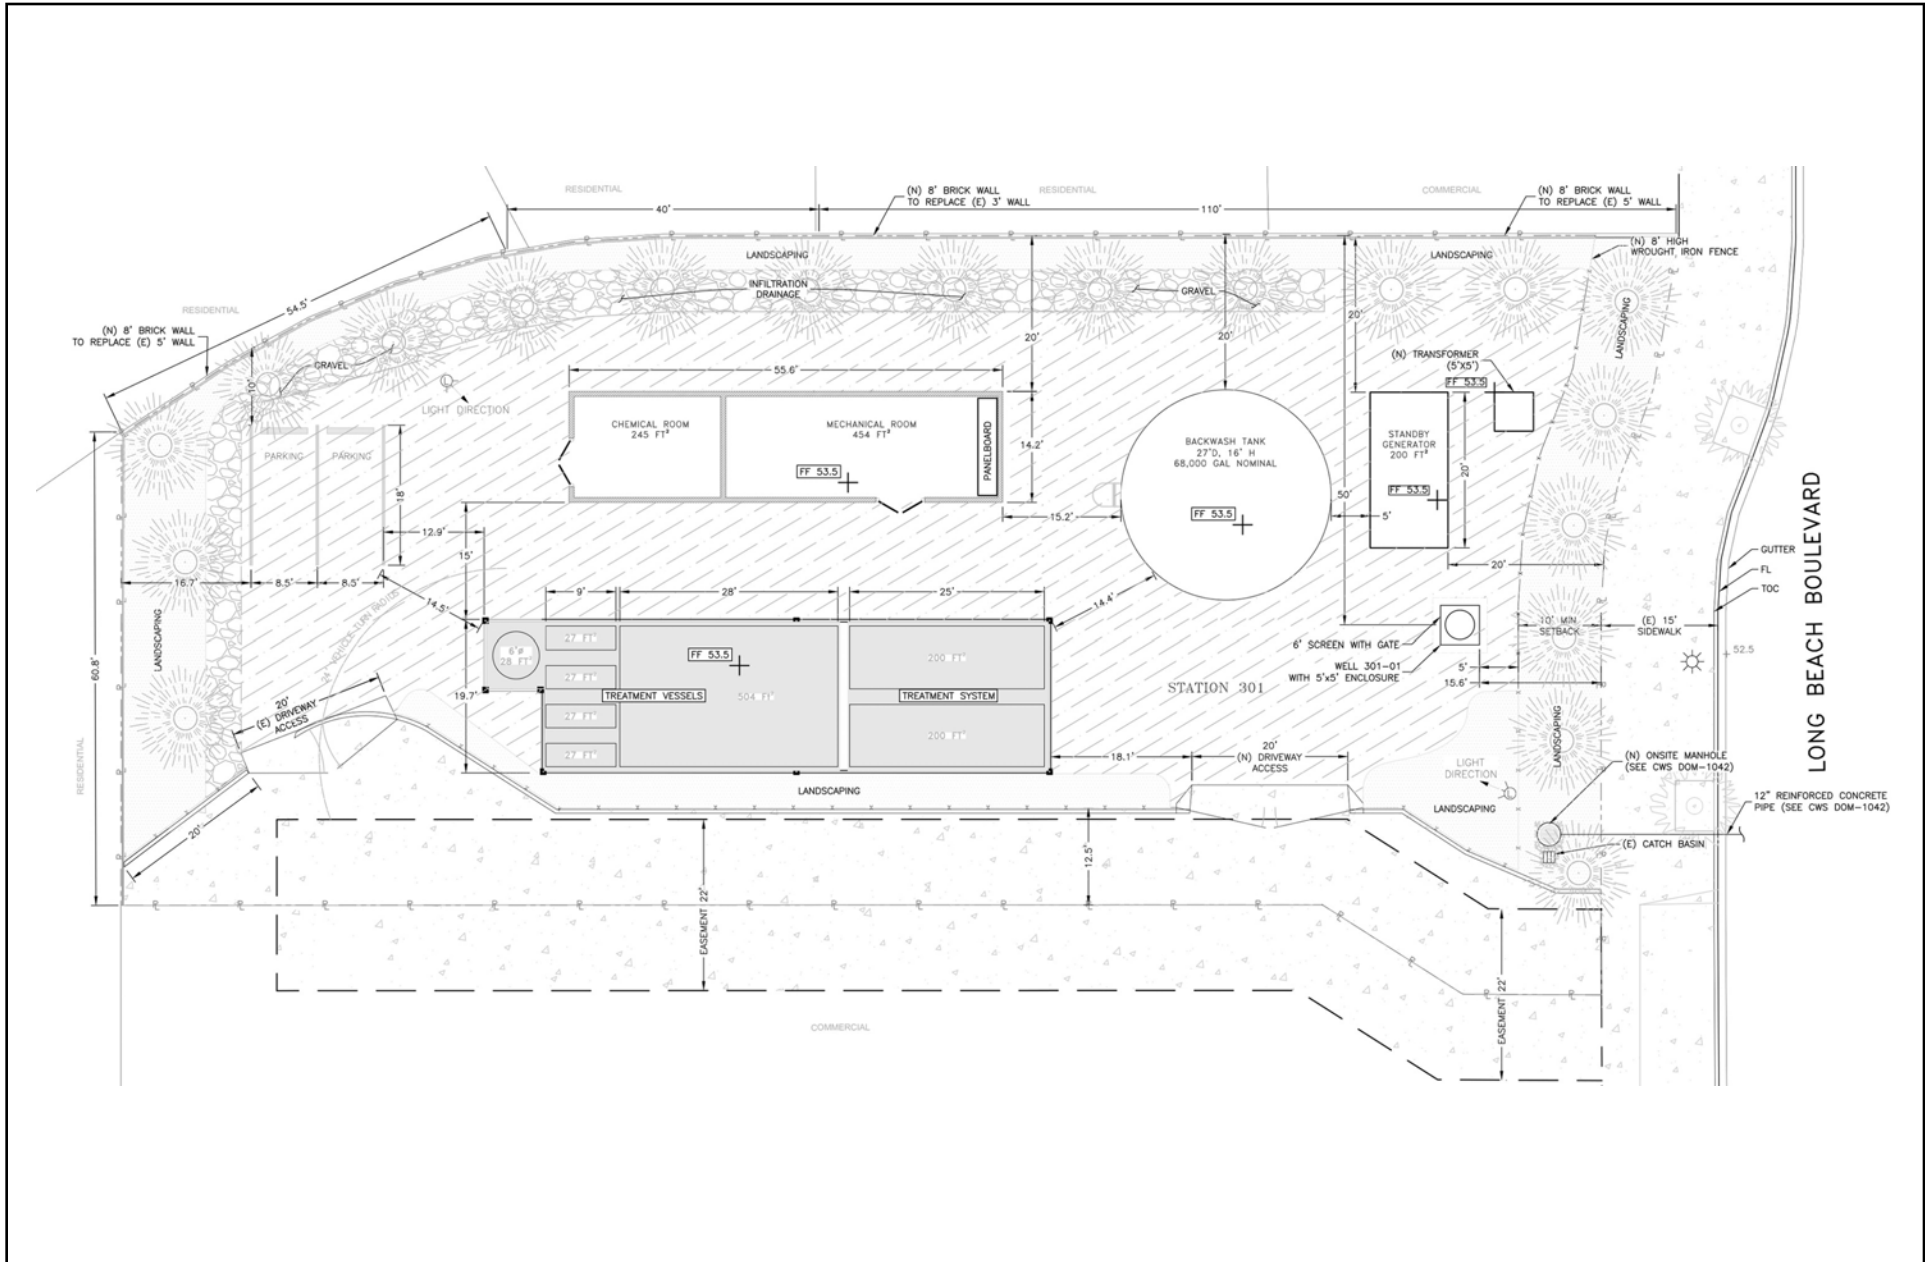 RESIDENTIAL
(N) 8' BRICK WALL
TO REPLACE (E) 3' WALL
RESIDENTIAL
COMMERCIAL
(N) 8' BRICK WALL
TO REPLACE (E) 5' WALL
40'
110'
(N) 8' HIGH
WROUGHT IRON FENCE
LANDSCAPING
LANDSCAPING
INFILTRATION
DRAINAGE
GRAVEL
54.5'
RESIDENTIAL
(N) 8' BRICK WALL
TO REPLACE (E) 5' WALL
LANDSCAPING
20'
20'
20'
GRAVEL
10'
(N) TRANSFORMER
(5'X5')
FF 53.5
55.6'
LIGHT DIRECTION
CHEMICAL ROOM
245 FT²
MECHANICAL ROOM
454 FT²
PANELBOARD
14.2'
BACKWASH TANK
27'D, 16' H
68,000 GAL NOMINAL
STANDBY
GENERATOR
200 FT²
20'
PARKING
PARKING
FF 53.5
FF 53.5
FF 53.5
18'
50'
15.2'
5'
12.9'
15'
20'
GUTTER
FL
TOC
LONG BEACH BOULEVARD
16.7'
8.5'
8.5'
14.5'
9'
28'
25'
14.4'
24' VEHICLE TURN RADIUS
LANDSCAPING
27 FT²
6'Ø
28 FT²
FF 53.5
200 FT²
6' SCREEN WITH GATE
10' MIN
SETBACK
(E) 15'
SIDEWALK
52.5
WELL 301-01
WITH 5'x5' ENCLOSURE
5'
15.6'
60.8'
27 FT²
19.7'
TREATMENT VESSELS
504 FT²
TREATMENT SYSTEM
STATION 301
20'
(E) DRIVEWAY
ACCESS
27 FT²
200 FT²
27 FT²
LANDSCAPING
18.1'
20'
(N) DRIVEWAY
ACCESS
LIGHT
DIRECTION
(N) ONSITE MANHOLE
(SEE CWS DOM-1042)
RESIDENTIAL
LANDSCAPING
LANDSCAPING
12" REINFORCED CONCRETE
PIPE (SEE CWS DOM-1042)
20'
(E) CATCH BASIN
12.5'
EASEMENT 22'
EASEMENT 22'
COMMERCIAL